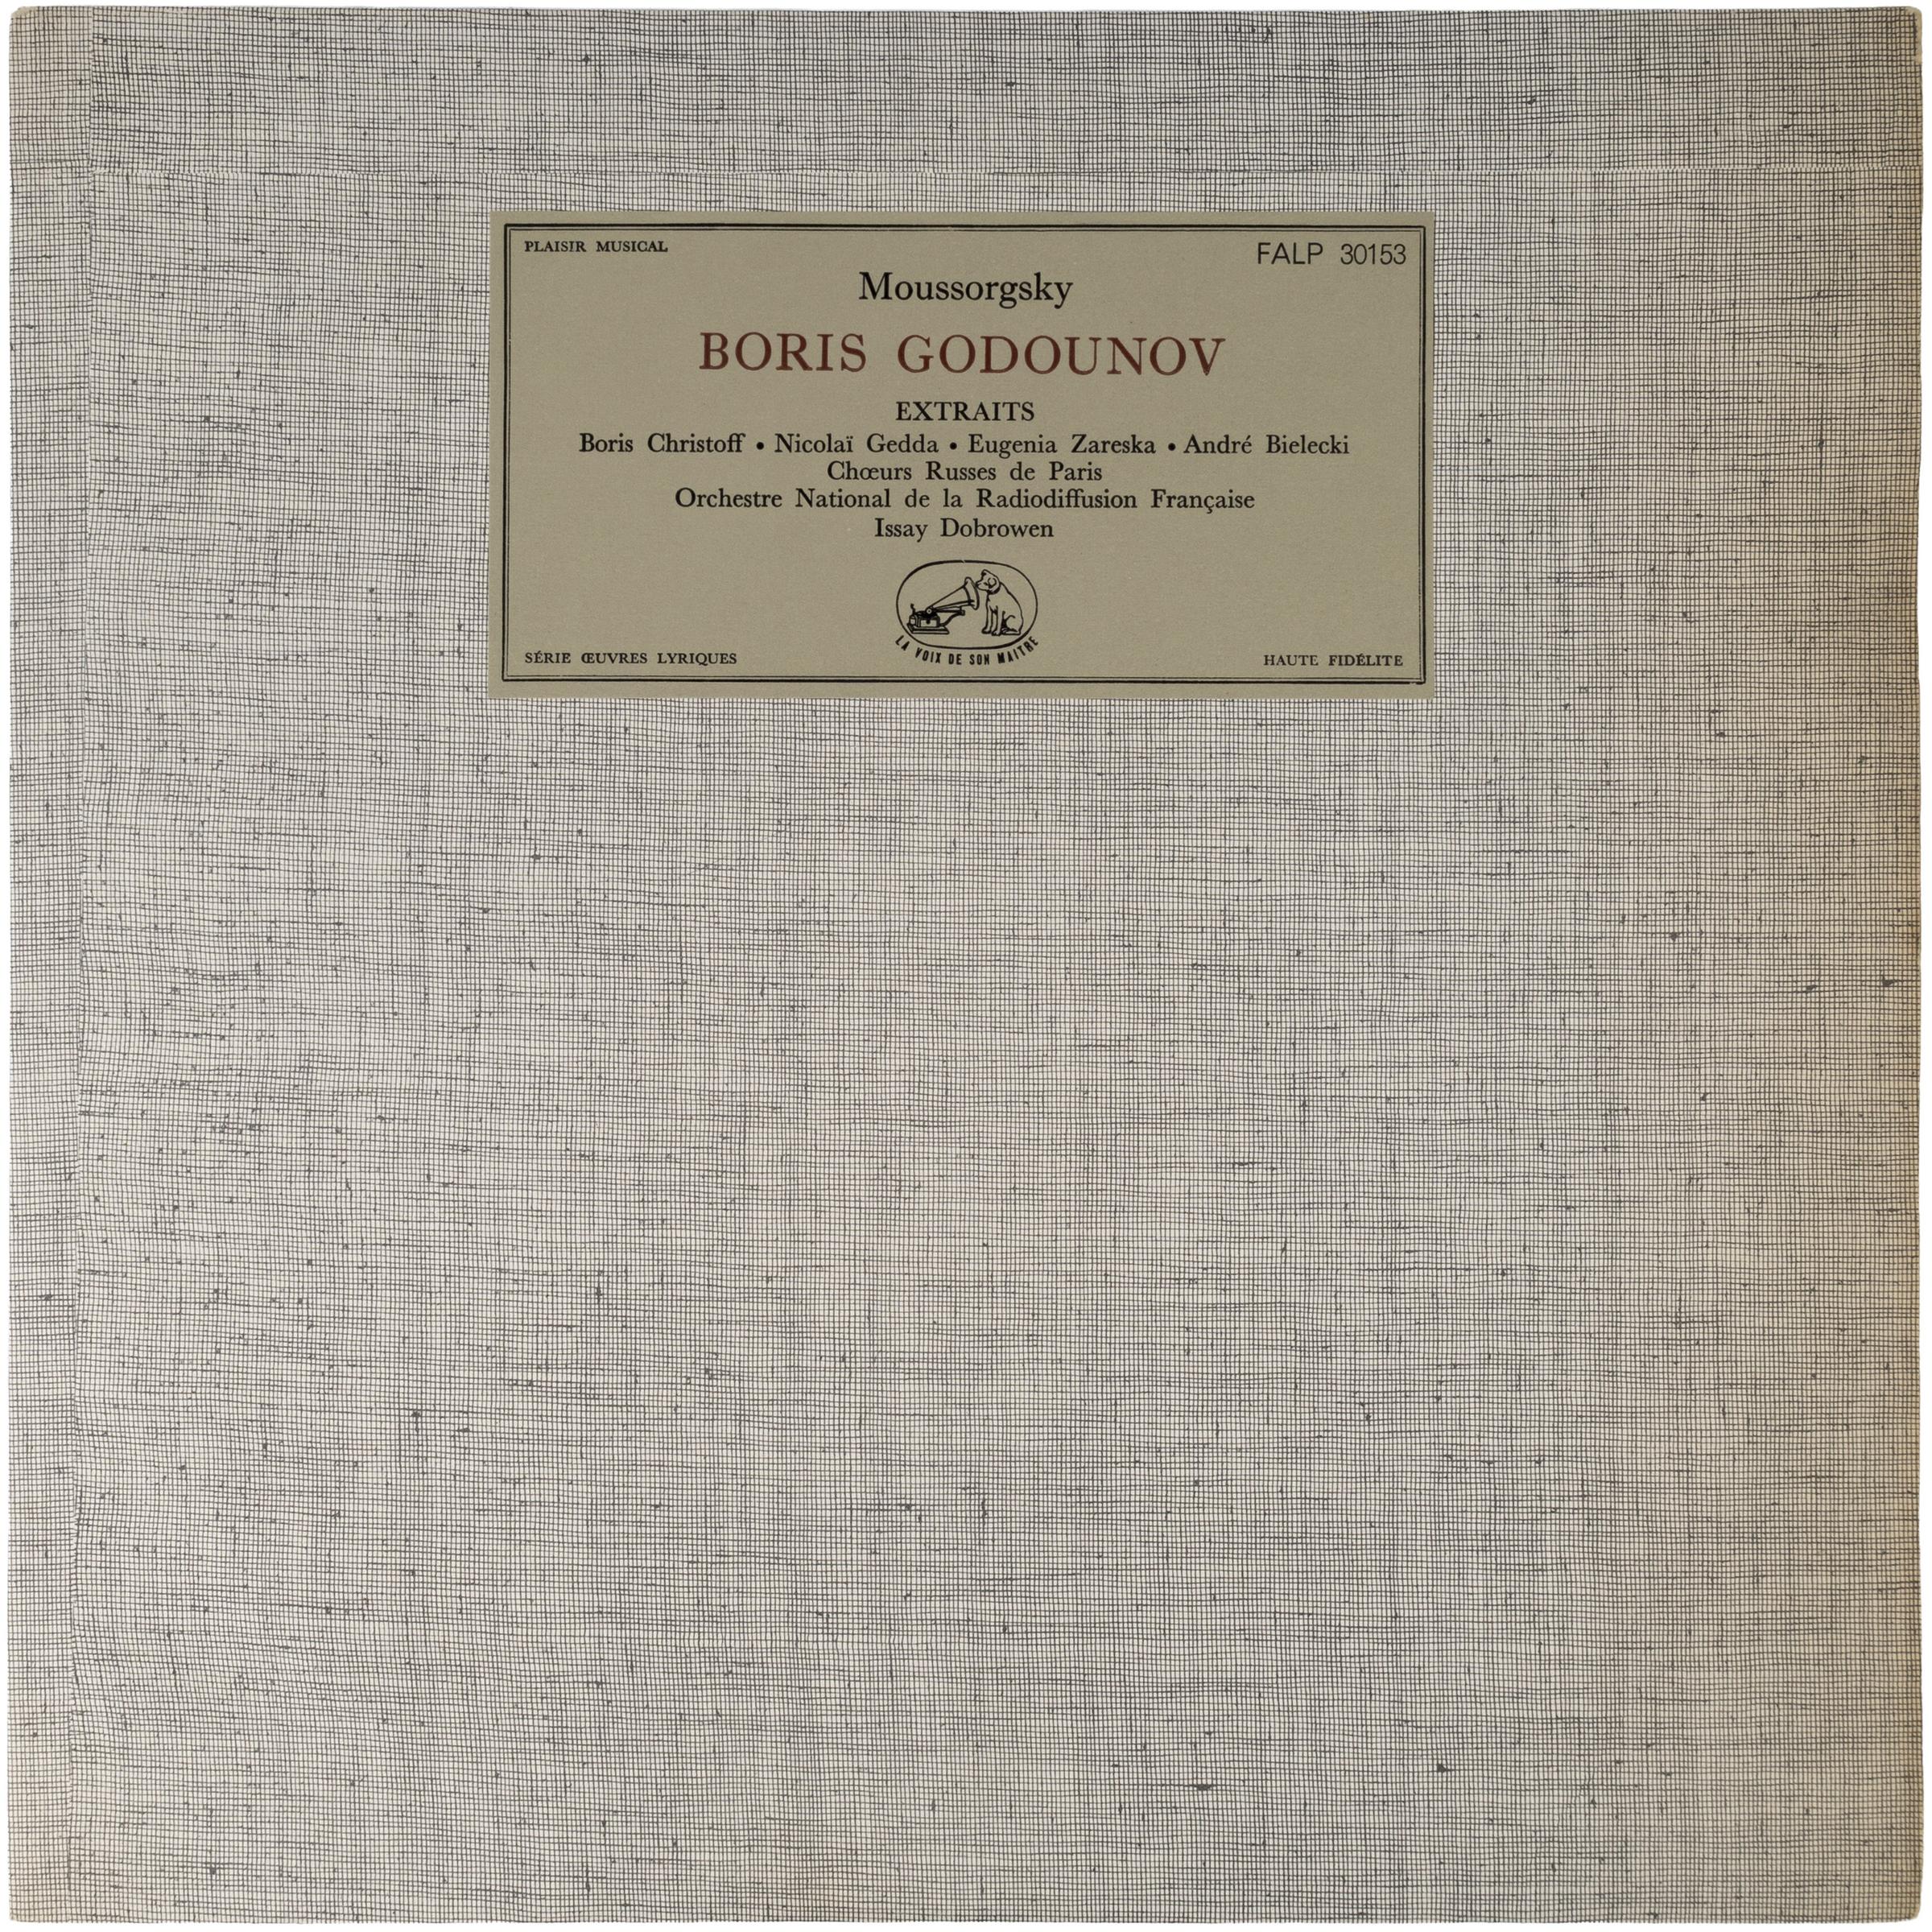 PLAISIR MUSICAL
FALP 30153
Moussorgsky
BORIS GODOUNOV
EXTRAITS
Boris Christoff • Nicolaï Gedda • Eugenia Zareska • André Bielecki
Chœurs Russes de Paris
Orchestre National de la Radiodiffusion Française
Issay Dobrowen
LA VOIX DE SON MAITRE
SÉRIE ŒUVRES LYRIQUES
HAUTE FIDÉLITE